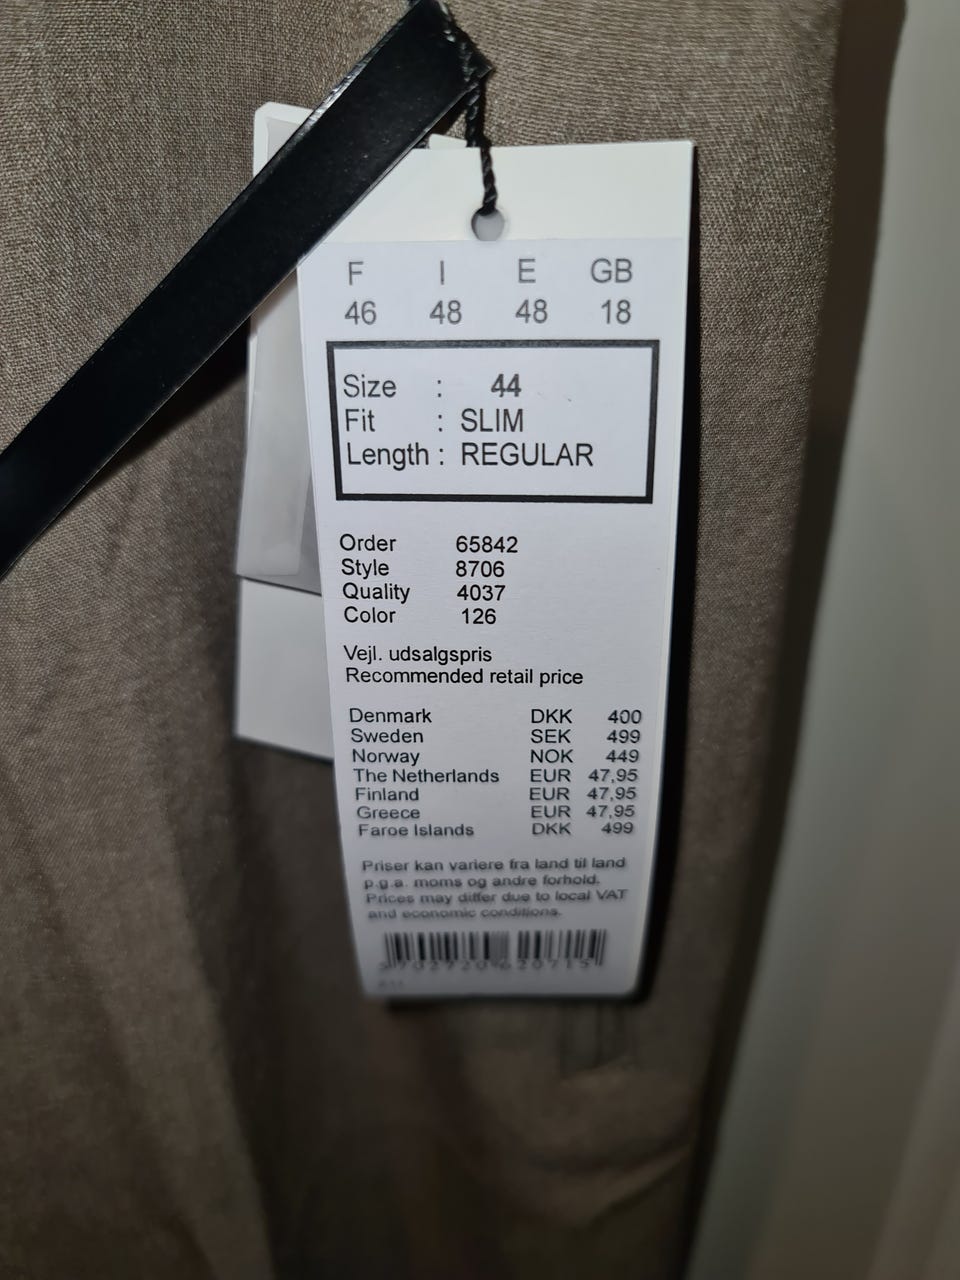 F I E GB
46 48 48 18
Size : 44
Fit : SLIM
Length : REGULAR
Order 65842
Style 8706
Quality 4037
Color 126
Vejl. udsalgspris
Recommended retail price
Denmark DKK 400
Sweden SEK 499
Norway NOK 449
The Netherlands EUR 47,95
Finland EUR 47,95
Greece EUR 47,95
Faroe Islands DKK 499
Priser kan variere fra land til land
p.g.a. moms og andre forhold.
Prices may differ due to local VAT
and economic conditions.